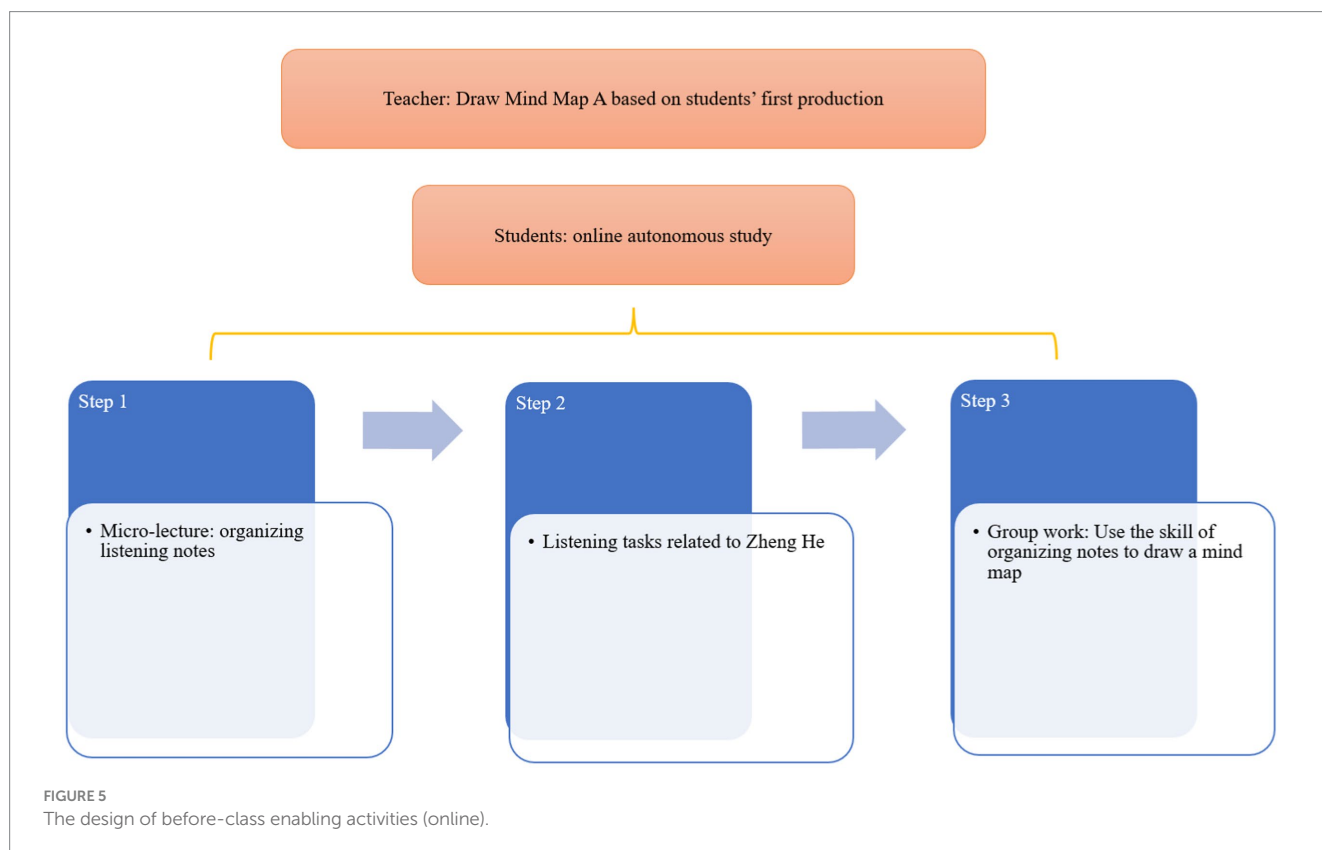 Teacher: Draw Mind Map A based on students’ first production
Students: online autonomous study
Step 1
• Micro-lecture: organizing
listening notes
Step 2
• Listening tasks related to Zheng He
Step 3
• Group work: Use the skill of
organizing notes to draw a mind
map
FIGURE 5
The design of before-class enabling activities (online).